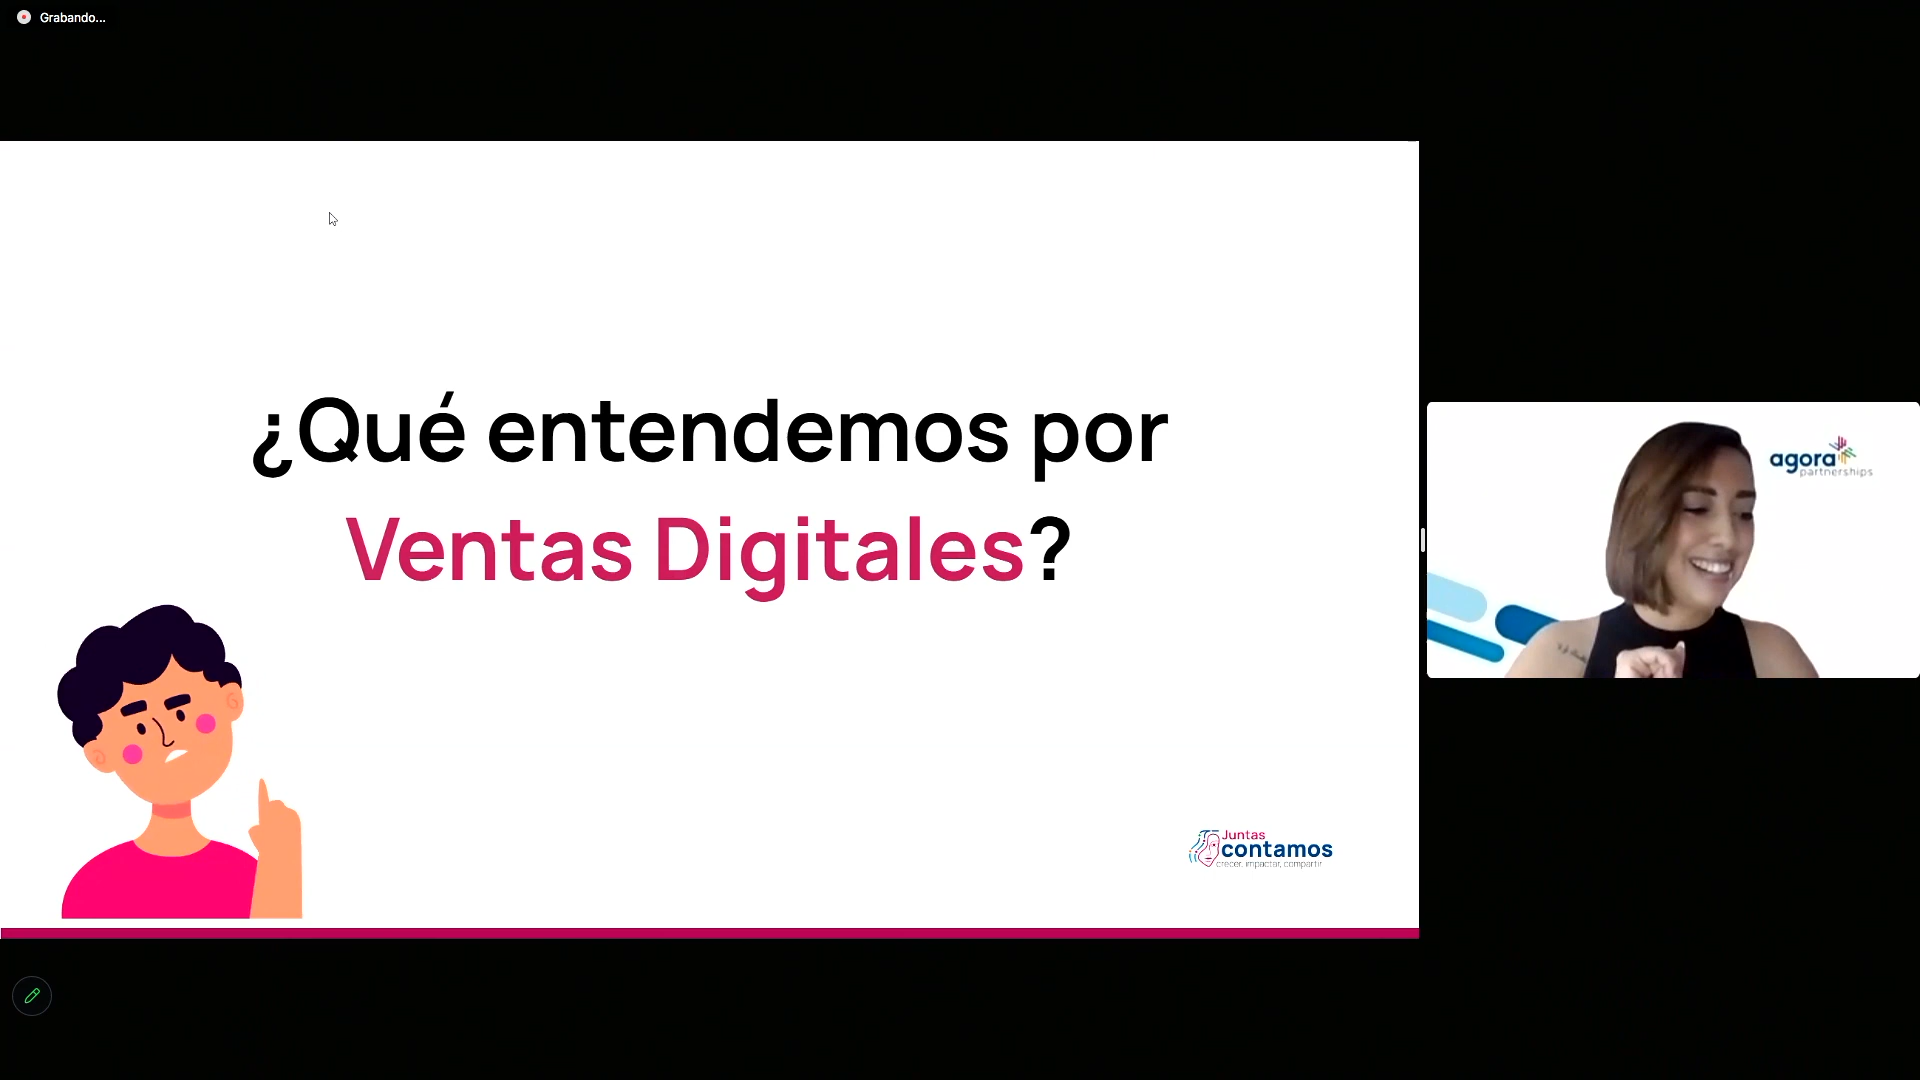 Grabando...
¿Qué entendemos por
Ventas Digitales?
agora
partnerships
Juntas
contamos
crecer, impactar, compartir